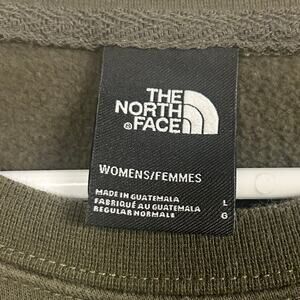 THE
NORTH
FACE
WOMENS/FEMMES
MADE IN GUATEMALA
FABRIQUÉ AU GUATEMALA
REGULAR NORMALE
L
G